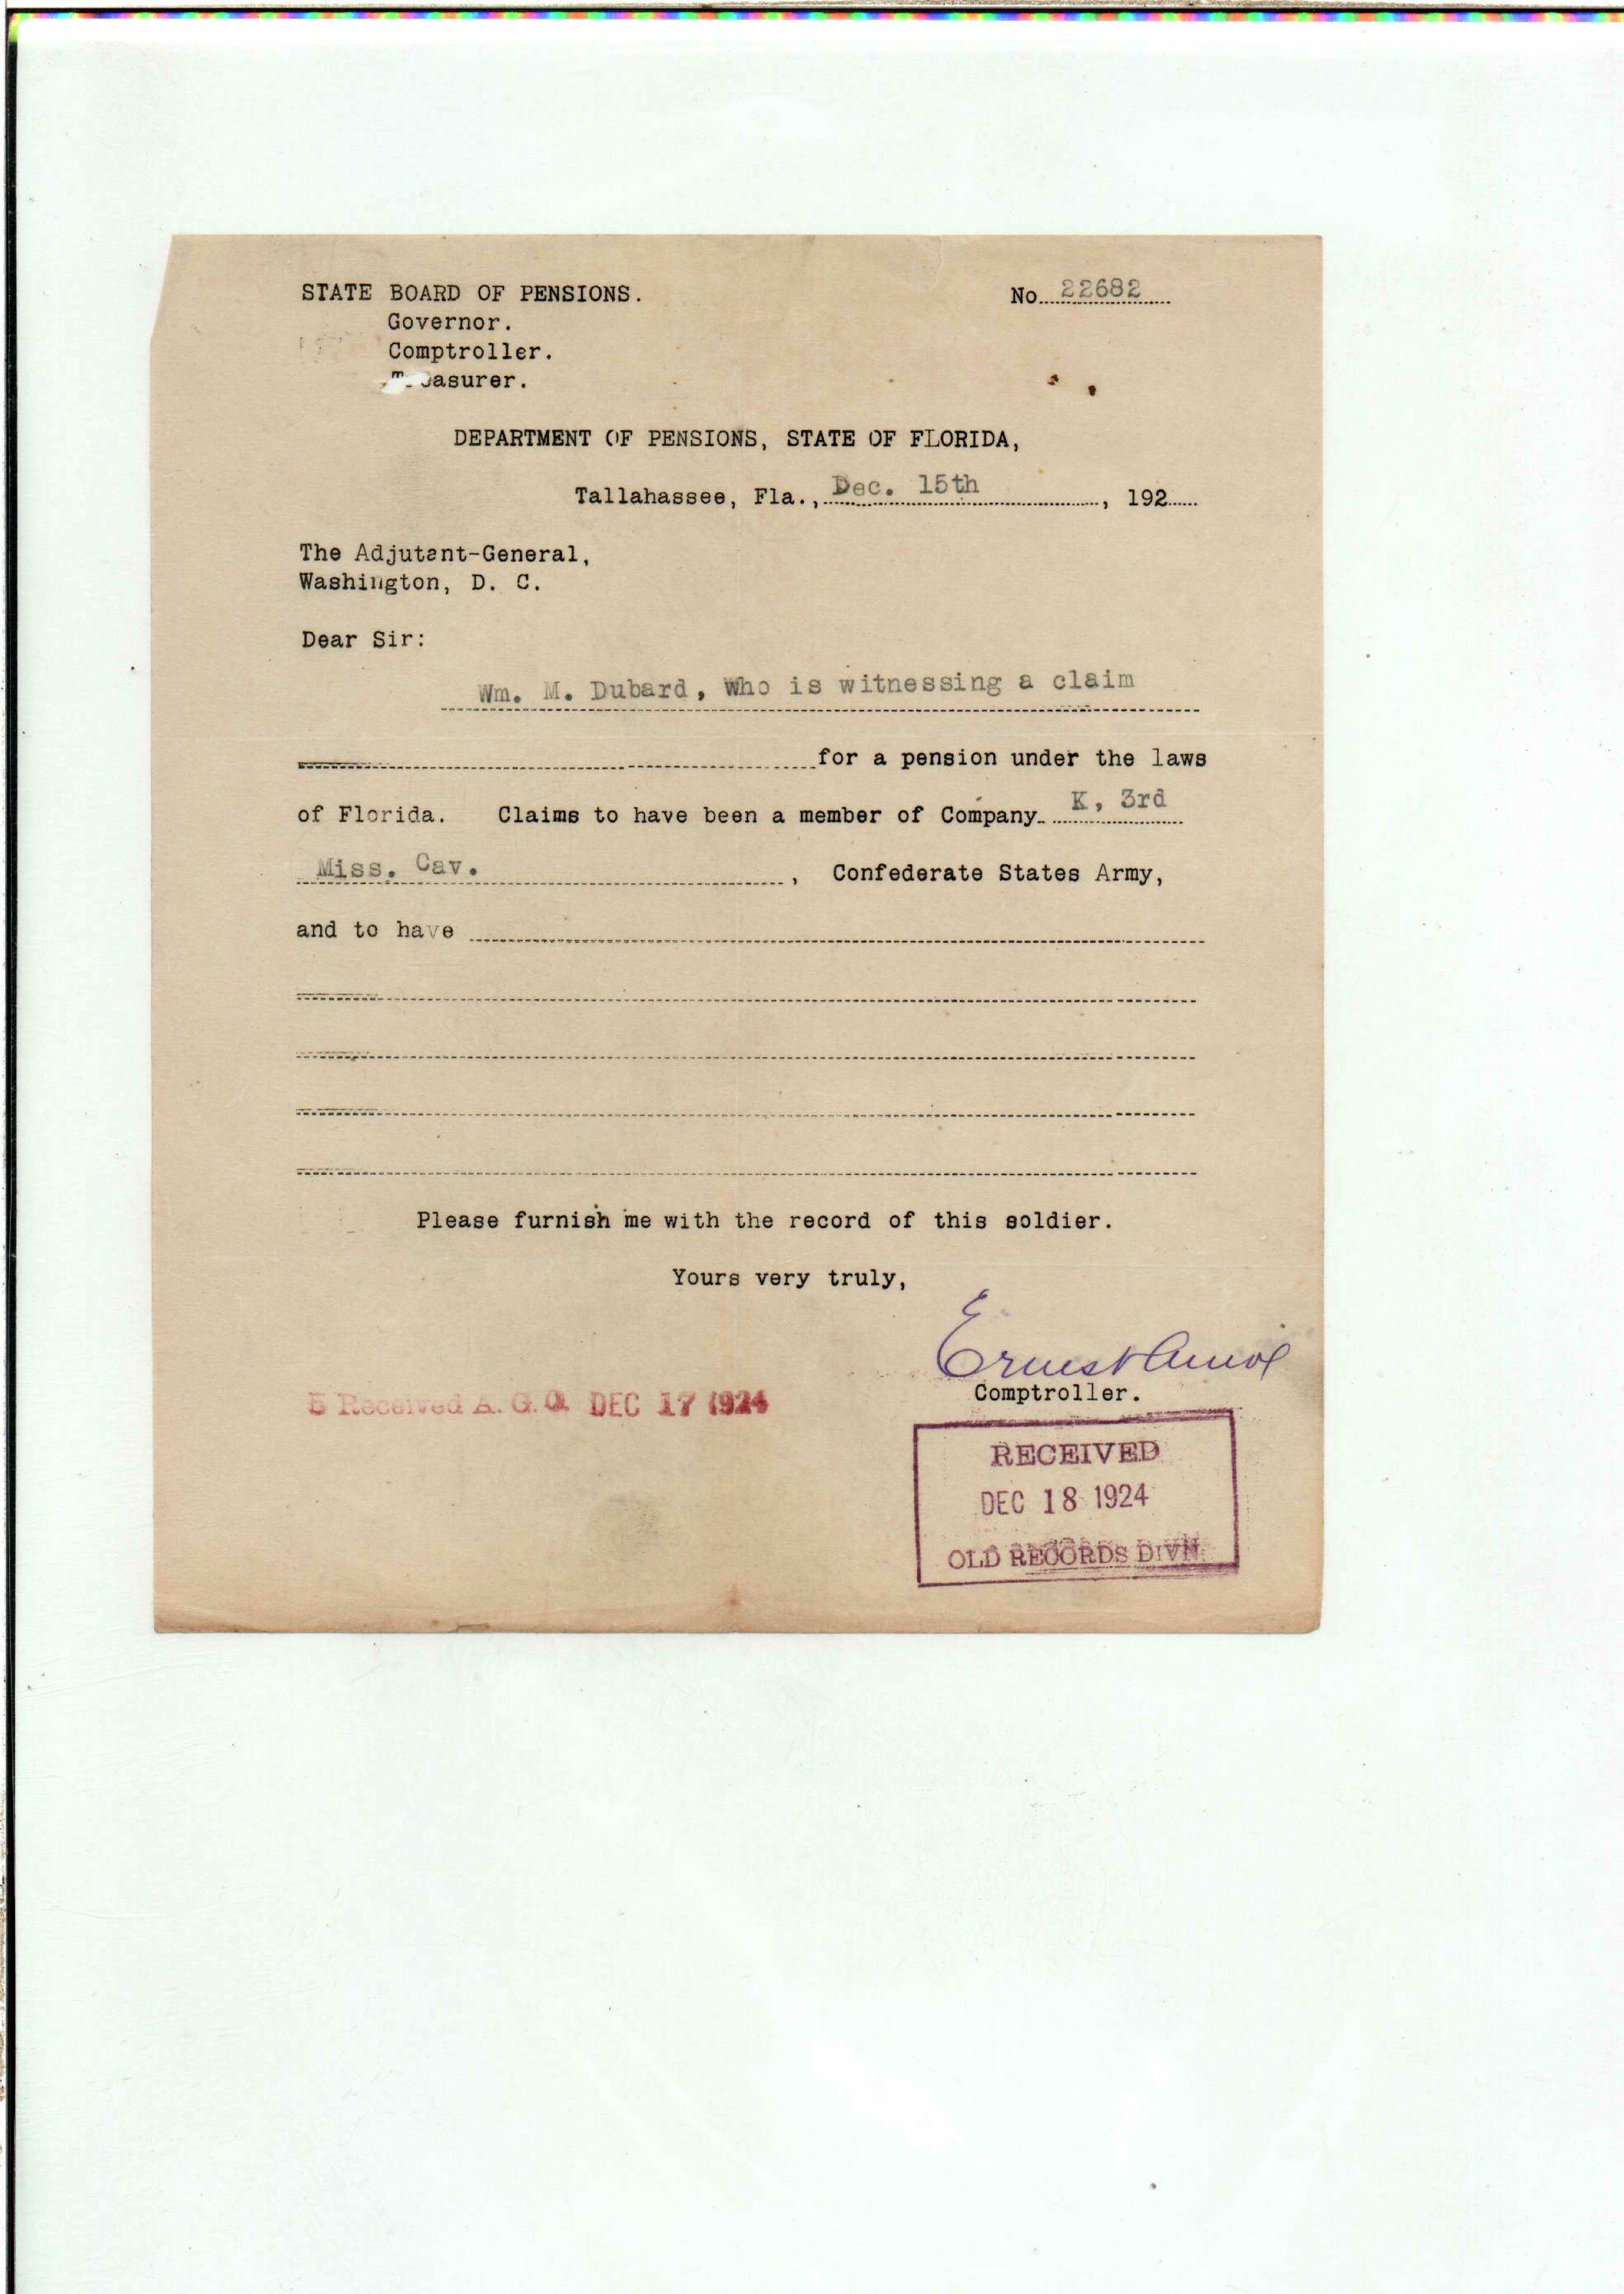 STATE BOARD OF PENSIONS.
No. 22682
Governor.
Comptroller.
Treasurer.
DEPARTMENT OF PENSIONS, STATE OF FLORIDA,
Tallahassee, Fla., Dec. 15th, 192
The Adjutant-General,
Washington, D. C.
Dear Sir:
Wm. M. Dubard, Who is witnessing a claim
for a pension under the laws
of Florida. Claims to have been a member of Company K, 3rd
Miss. Cav. , Confederate States Army,
and to have
Please furnish me with the record of this soldier.
Yours very truly,
Ernest Amos
Comptroller.
E Received A. G. O. DEC 17 1924
RECEIVED
DEC 18 1924
OLD RECORDS DIVN.